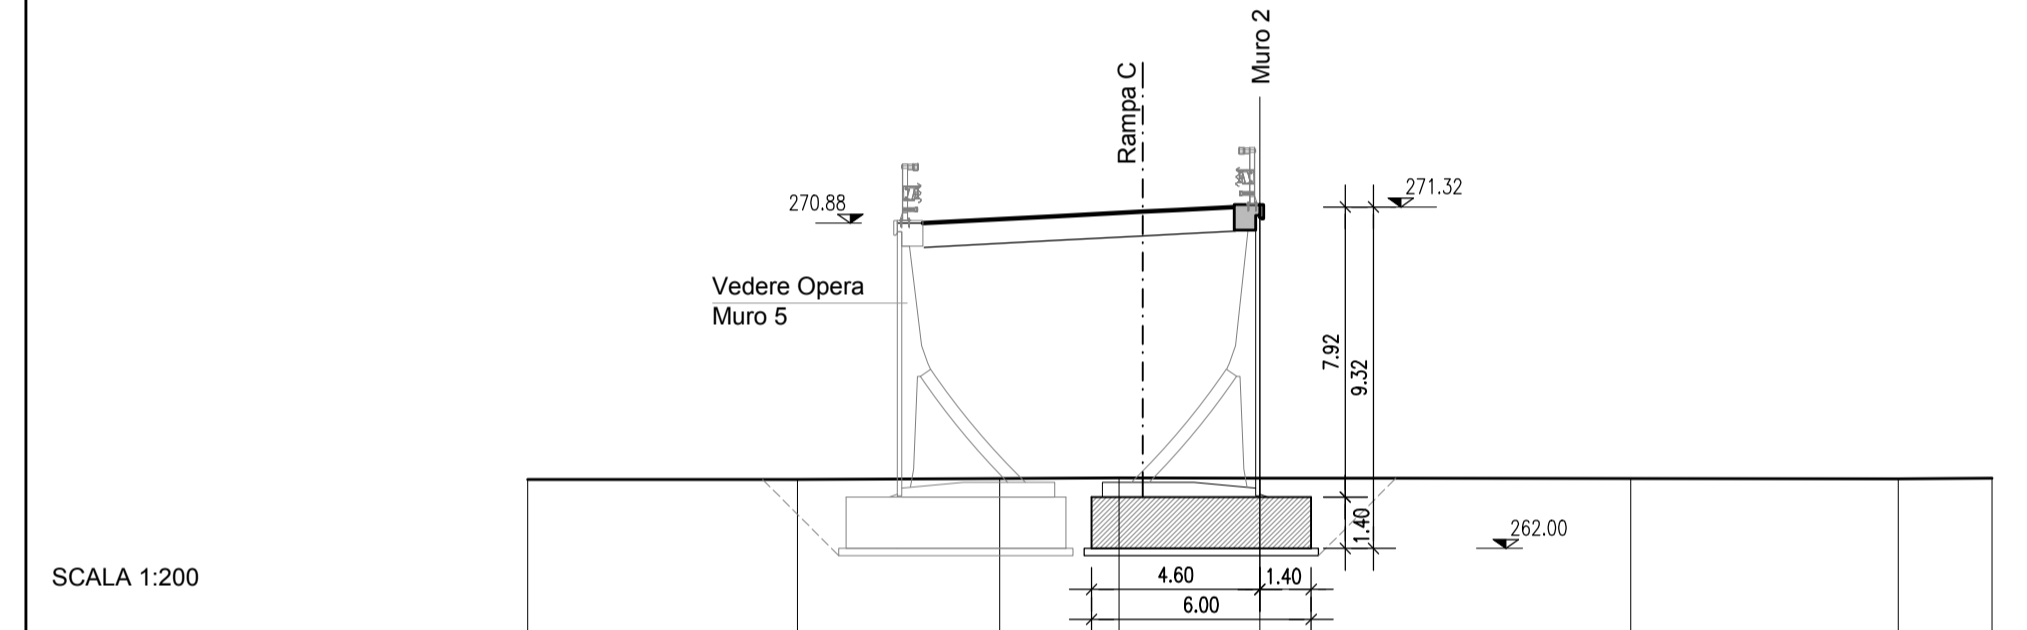 Muro 2
Rampa C
271.32
270.88
Vedere Opera
Muro 5
7.92
9.32
1.40
262.00
SCALA 1:200
4.60
1.40
6.00